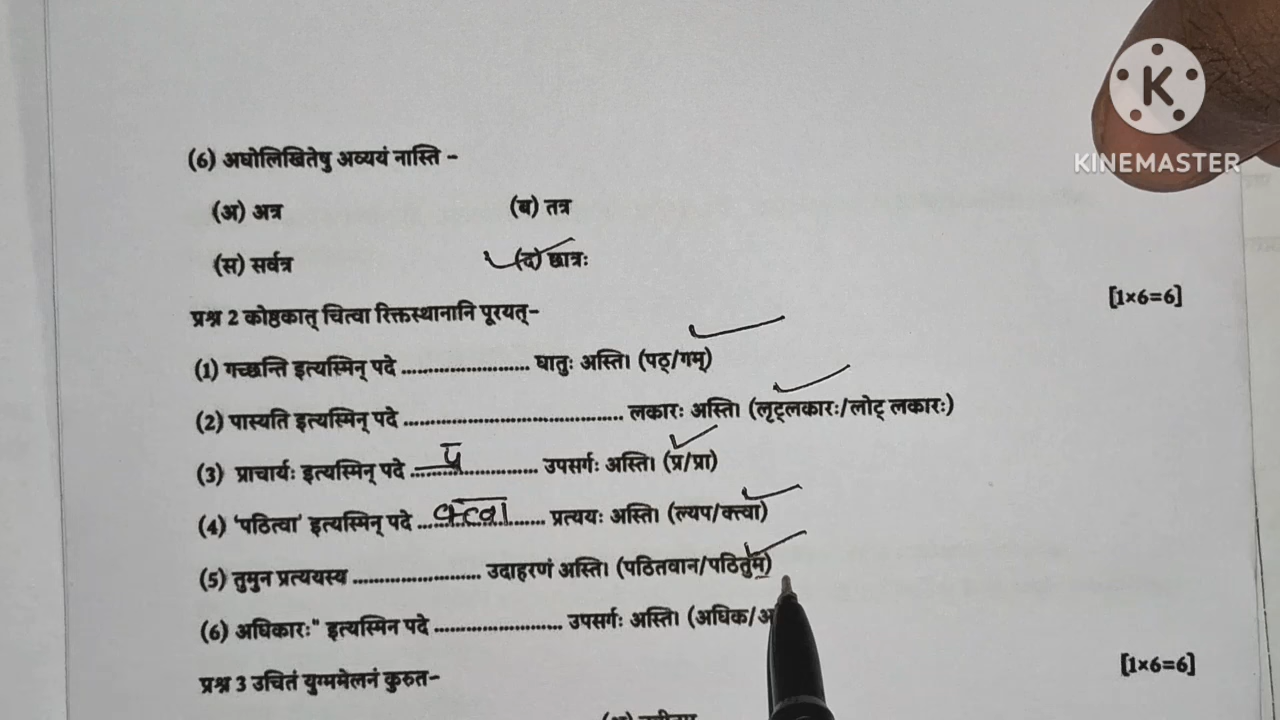 K
KINEMASTER
(6) अधोलिखितेषु अव्ययं नास्ति –
(अ) अत्र (ब) तत्र
(स) सर्वत्र (द) छात्रः
[1×6=6]
प्रश्न 2 कोष्ठकात् चित्वा रिक्तस्थानानि पूरयत्–
(1) गच्छन्ति इत्यस्मिन् पदे ........................ धातुः अस्ति। (पठ्/गम्)
(2) पास्यति इत्यस्मिन् पदे ........................................ लकारः अस्ति। (लृट्लकारः/लोट् लकारः)
(3) प्राचार्यः इत्यस्मिन् पदे ...प्र............... उपसर्गः अस्ति। (प्र/प्रा)
(4) 'पठित्वा' इत्यस्मिन् पदे ...क्त्वा....... प्रत्ययः अस्ति। (ल्यप/क्त्वा)
(5) तुमुन प्रत्ययस्य ........................ उदाहरणं अस्ति। (पठितवान/पठितुम)
(6) अधिकारः" इत्यस्मिन पदे ........................ उपसर्गः अस्ति। (अधिक/
प्रश्न 3 उचितं युग्ममेलनं कुरुत–
[1×6=6]